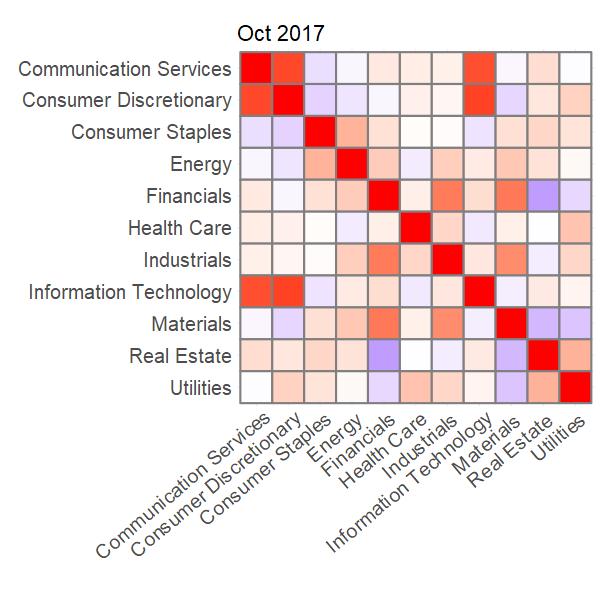 Oct 2017
Communication Services
Consumer Discretionary
Consumer Staples
Energy
Financials
Health Care
Industrials
Information Technology
Materials
Real Estate
Utilities
Communication Services
Consumer Discretionary
Consumer Staples
Energy
Financials
Health Care
Industrials
Information Technology
Materials
Real Estate
Utilities